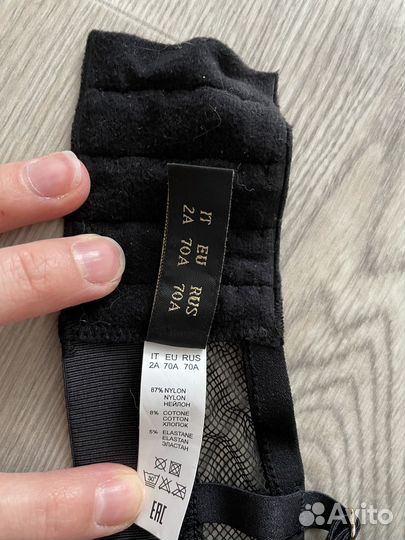 IT EU RUS
2A 70A 70A
IT EU RUS
2A 70A 70A
87% NYLON
NYLON
НЕЙЛОН
8% COTONE
COTTON
ХЛОПОК
5% ELASTANE
ELASTAN
ЭЛАСТАН
30°
EAC
Avito